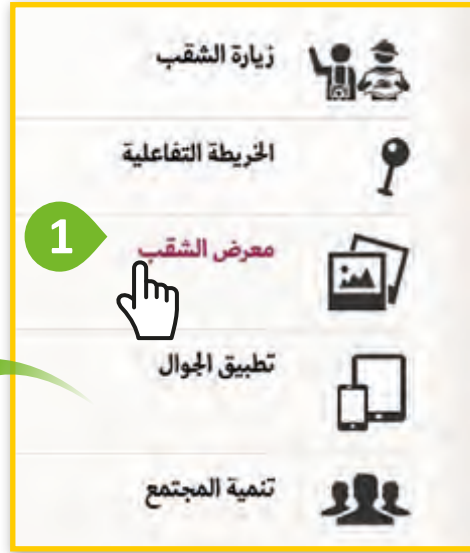 زيارة الشقب
الخريطة التفاعلية
1
معرض الشقب
تطبيق الجوال
تنمية المجتمع